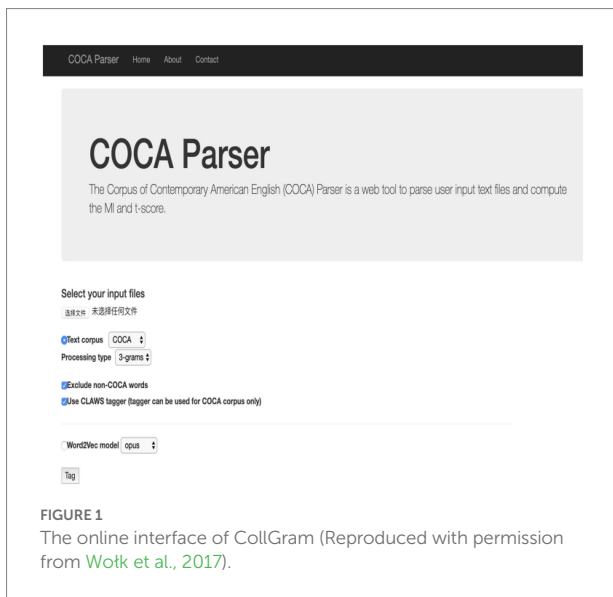 COCA Parser Home About Contact
COCA Parser
The Corpus of Contemporary American English (COCA) Parser is a web tool to parse user input text files and compute
the MI and t-score.
Select your input files
选择文件 未选择任何文件
Text corpus COCA
Processing type 3-grams
Exclude non-COCA words
Use CLAWS tagger (tagger can be used for COCA corpus only)
Word2Vec model opus
Tag
FIGURE 1
The online interface of CollGram (Reproduced with permission
from Wołk et al., 2017).